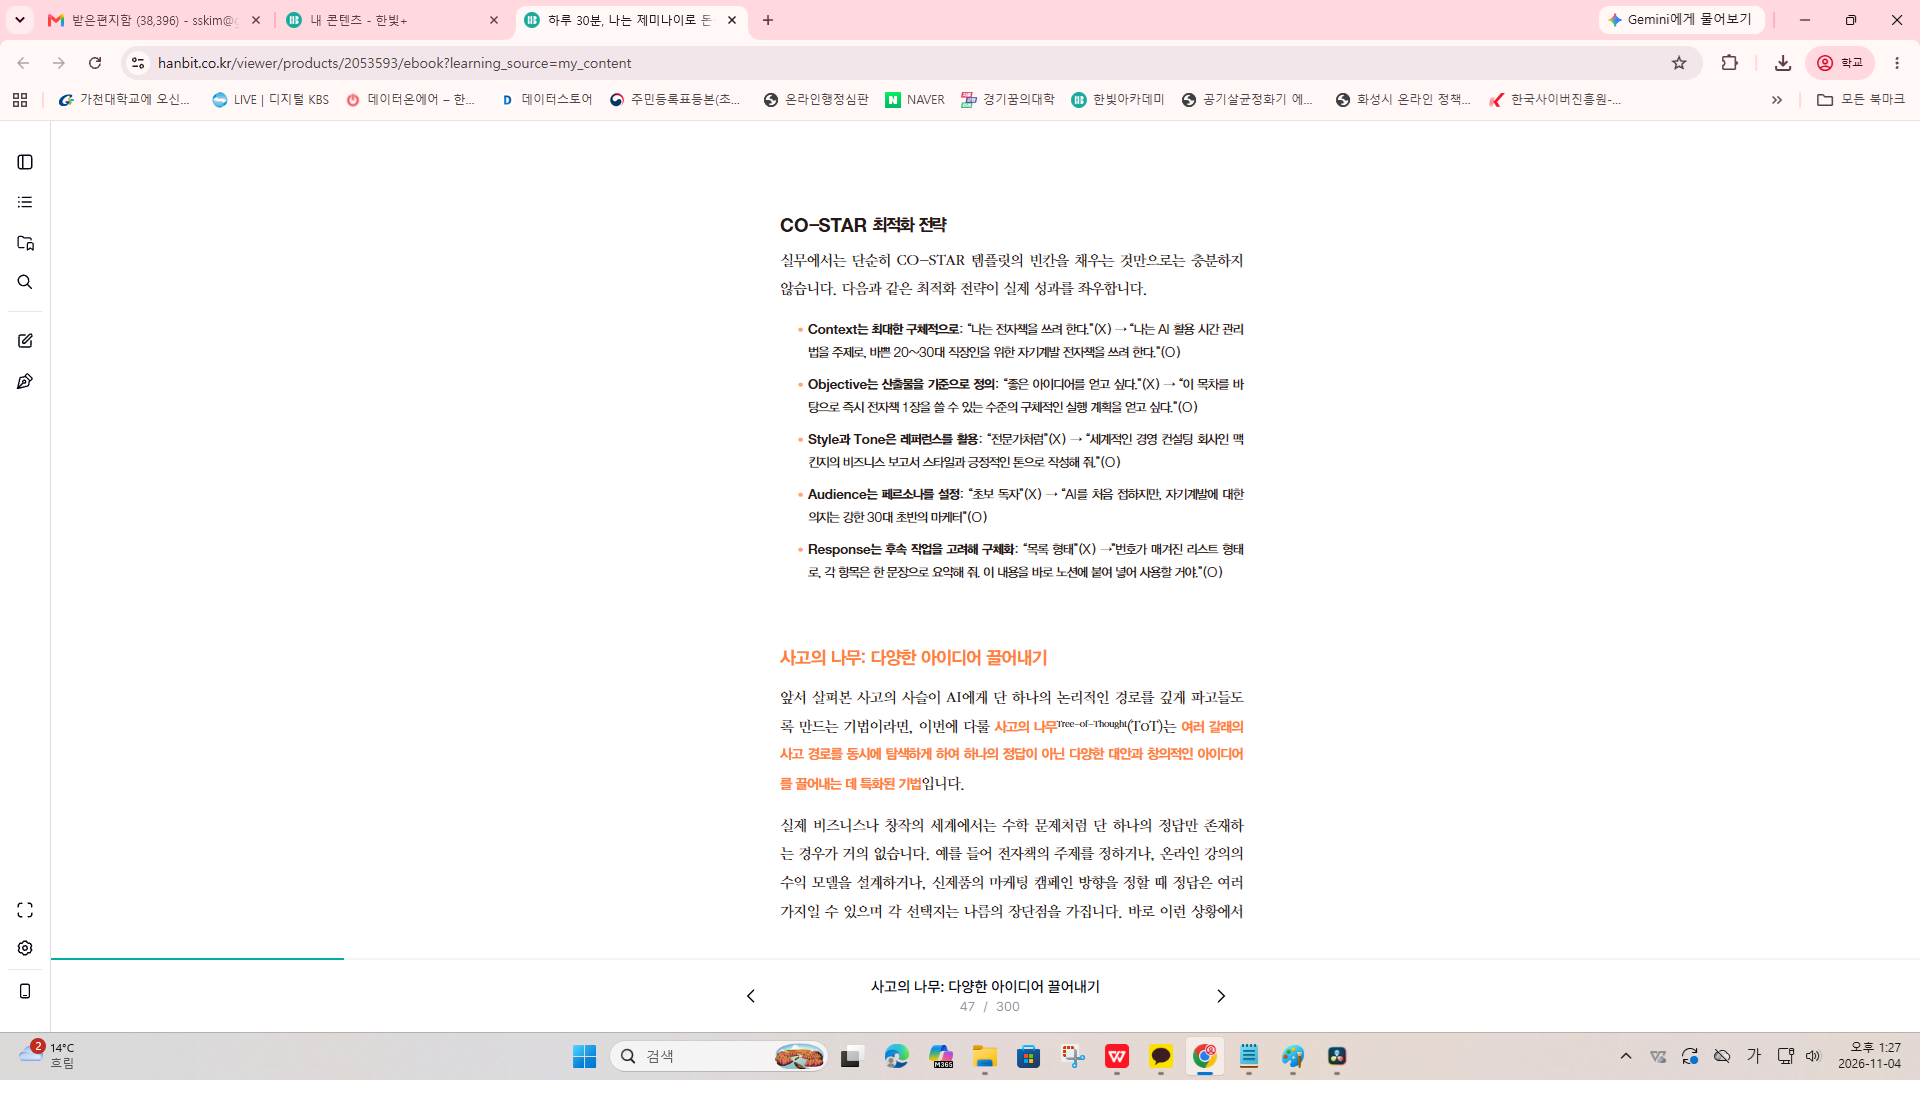 받은편지함 (38,396) - sskim@g
내 콘텐츠 - 한빛+
하루 30분, 나는 제미나이로 돈
Gemini에게 물어보기
hanbit.co.kr/viewer/products/2053593/ebook?learning_source=my_content
학교
가천대학교에 오신...
LIVE | 디지털 KBS
데이터온에어 – 한...
데이터스토어
주민등록표등본(초...
온라인행정심판
NAVER
경기꿈의대학
한빛아카데미
공기살균정화기 에...
화성시 온라인 정책...
한국사이버진흥원-...
모든 북마크
CO-STAR 최적화 전략
실무에서는 단순히 CO-STAR 템플릿의 빈칸을 채우는 것만으로는 충분하지
않습니다. 다음과 같은 최적화 전략이 실제 성과를 좌우합니다.
• Context는 최대한 구체적으로: “나는 전자책을 쓰려 한다.”(X) → “나는 AI 활용 시간 관리
법을 주제로, 바쁜 20~30대 직장인을 위한 자기계발 전자책을 쓰려 한다.”(O)
• Objective는 산출물을 기준으로 정의: “좋은 아이디어를 얻고 싶다.”(X) → “이 목차를 바
탕으로 즉시 전자책 1장을 쓸 수 있는 수준의 구체적인 실행 계획을 얻고 싶다.”(O)
• Style과 Tone은 레퍼런스를 활용: “전문가처럼”(X) → “세계적인 경영 컨설팅 회사인 맥
킨지의 비즈니스 보고서 스타일과 긍정적인 톤으로 작성해 줘.”(O)
• Audience는 페르소나를 설정: “초보 독자”(X) → “AI를 처음 접하지만, 자기계발에 대한
의지는 강한 30대 초반의 마케터”(O)
• Response는 후속 작업을 고려해 구체화: “목록 형태”(X) →“번호가 매겨진 리스트 형태
로, 각 항목은 한 문장으로 요약해 줘. 이 내용을 바로 노션에 붙여 넣어 사용할 거야.”(O)
사고의 나무: 다양한 아이디어 끌어내기
앞서 살펴본 사고의 사슬이 AI에게 단 하나의 논리적인 경로를 깊게 파고들도
록 만드는 기법이라면, 이번에 다룰 사고의 나무Tree-of-Thought(ToT)는 여러 갈래의
사고 경로를 동시에 탐색하게 하여 하나의 정답이 아닌 다양한 대안과 창의적인 아이디어
를 끌어내는 데 특화된 기법입니다.
실제 비즈니스나 창작의 세계에서는 수학 문제처럼 단 하나의 정답만 존재하
는 경우가 거의 없습니다. 예를 들어 전자책의 주제를 정하거나, 온라인 강의의
수익 모델을 설계하거나, 신제품의 마케팅 캠페인 방향을 정할 때 정답은 여러
가지일 수 있으며 각 선택지는 나름의 장단점을 가집니다. 바로 이런 상황에서
사고의 나무: 다양한 아이디어 끌어내기
47 / 300
2
14°C
흐림
검색
M365
가
오후 1:27
2026-11-04